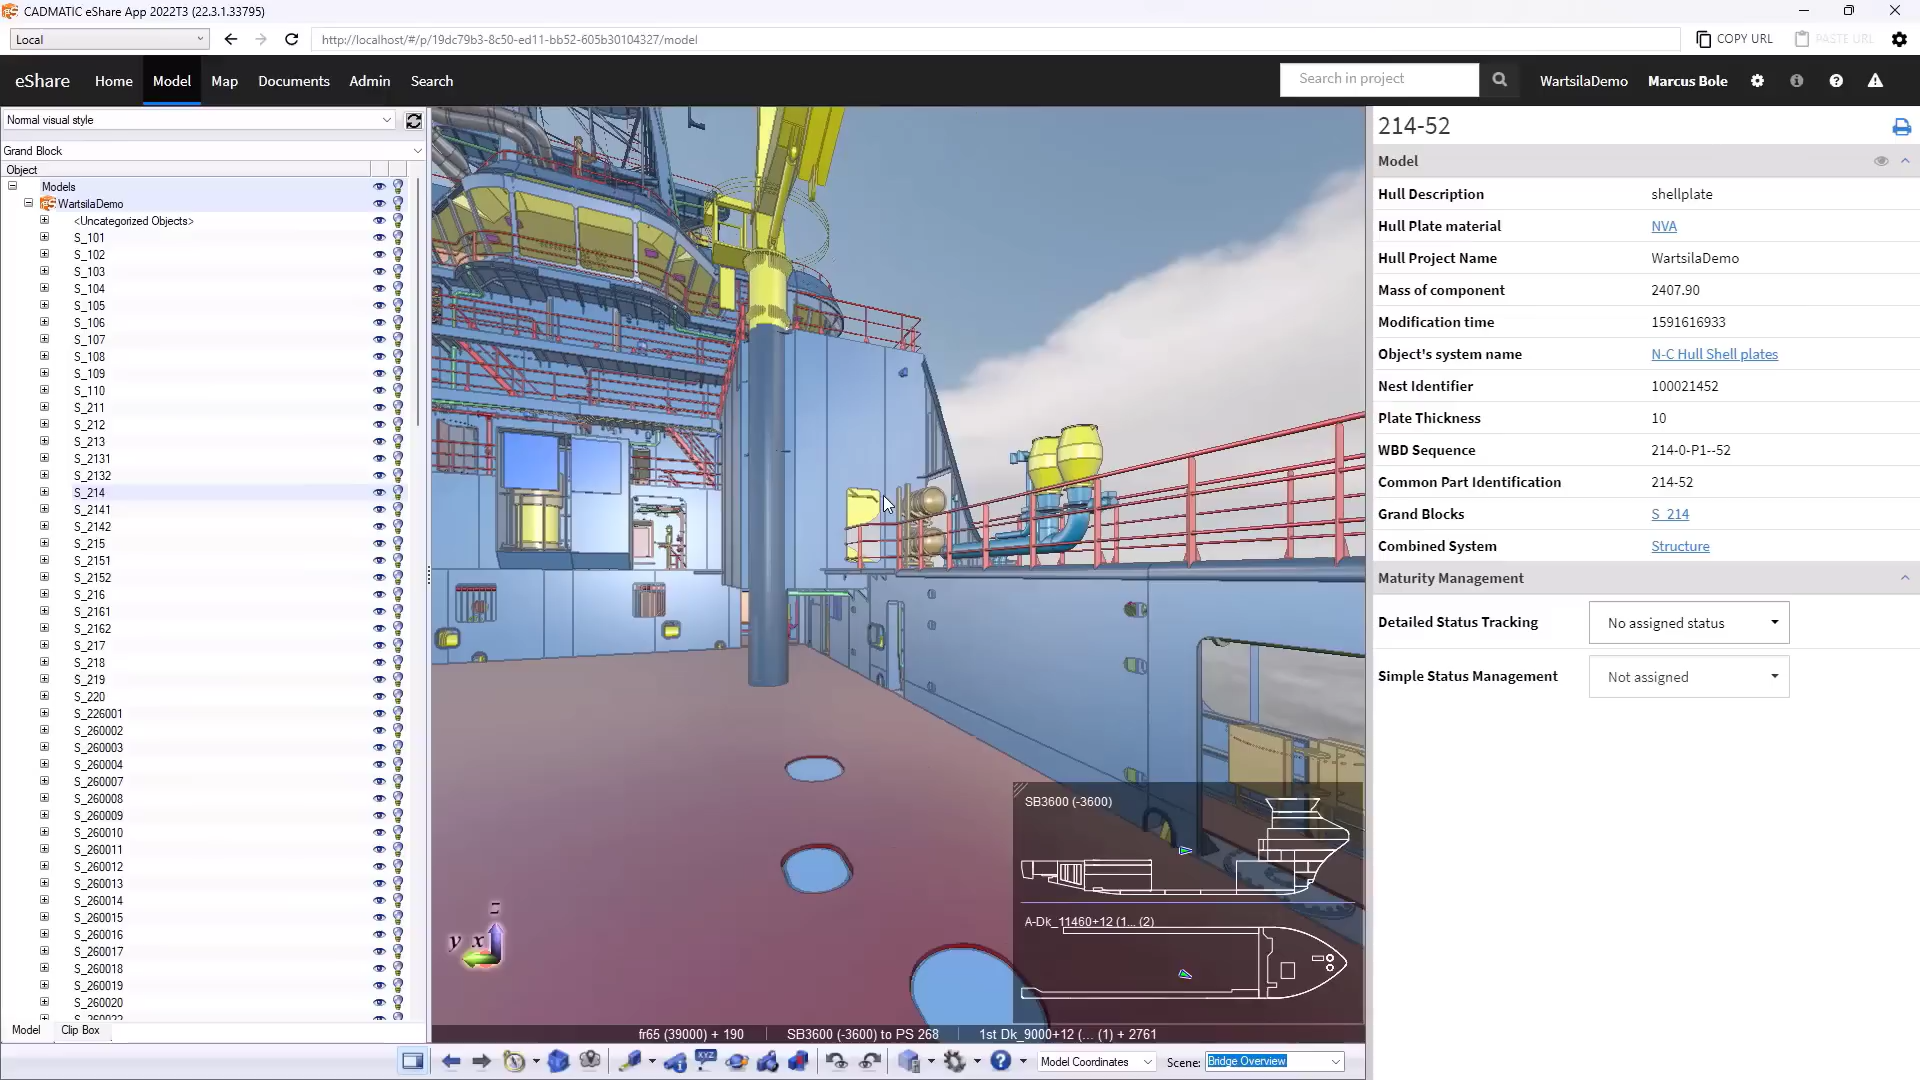 CADMATIC eShare App 2022T3 (22.3.1.33795)
Local
http://localhost/#/p/19dc79b3-8c50-ed11-bb52-605b30104327/model
COPY URL
PASTE URL
eShare
Home
Model
Map
Documents
Admin
Search
Search in project
WartsilaDemo
Marcus Bole
Normal visual style
Grand Block
Object
Models
WartsilaDemo
<Uncategorized Objects>
S_101
S_102
S_103
S_104
S_105
S_106
S_107
S_108
S_109
S_110
S_211
S_212
S_213
S_2131
S_2132
S_214
S_2141
S_2142
S_215
S_2151
S_2152
S_216
S_2161
S_2162
S_217
S_218
S_219
S_220
S_226001
S_260002
S_260003
S_260004
S_260007
S_260008
S_260009
S_260010
S_260011
S_260012
S_260013
S_260014
S_260015
S_260016
S_260017
S_260018
S_260019
S_260020
S_260022
Model
Clip Box
z
y x
SB3600 (-3600)
A-Dk_11460+12 (1... (2)
fr65 (39000) + 190
SB3600 (-3600) to PS 268
1st Dk_9000+12 (... (1) + 2761
XYZ
Model Coordinates
Scene:
Bridge Overview
214-52
Model
Hull Description shellplate
Hull Plate material NVA
Hull Project Name WartsilaDemo
Mass of component 2407.90
Modification time 1591616933
Object's system name N-C Hull Shell plates
Nest Identifier 100021452
Plate Thickness 10
WBD Sequence 214-0-P1--52
Common Part Identification 214-52
Grand Blocks S_214
Combined System Structure
Maturity Management
Detailed Status Tracking No assigned status
Simple Status Management Not assigned